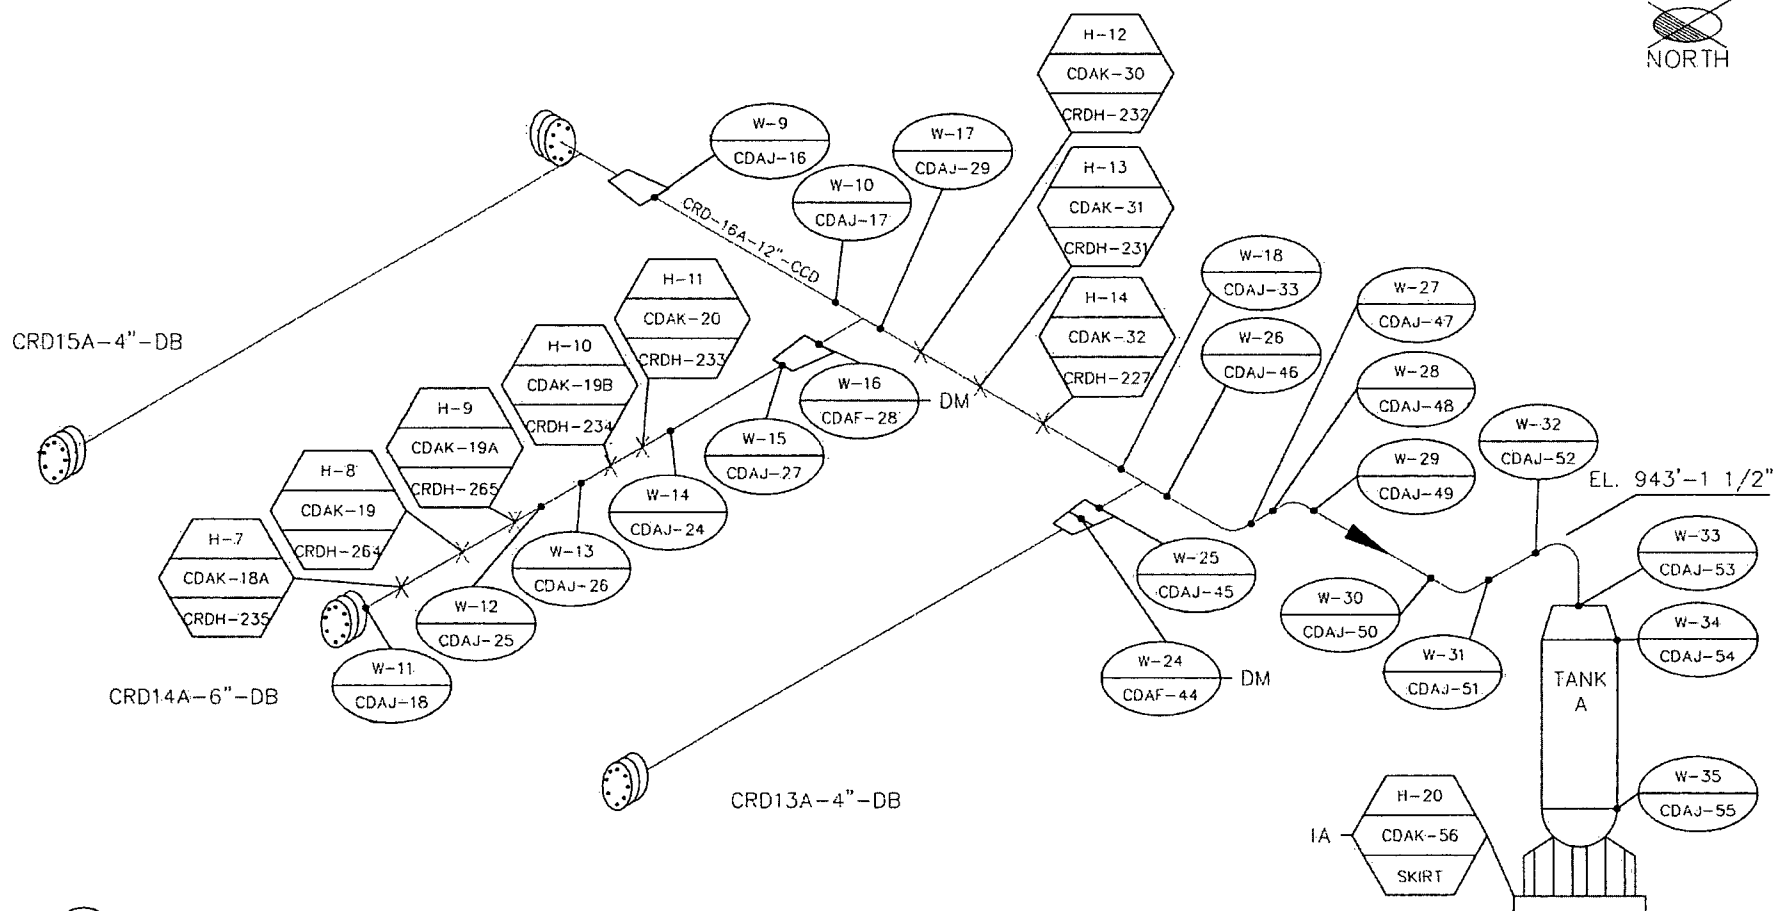 NORTH
H-12
CDAK-30
CRDH-232
W-9
CDAJ-16
W-17
CDAJ-29
W-10
CDAJ-17
H-13
CDAK-31
CRDH-231
CRD-16A-12"-CCD
W-18
CDAJ-33
H-11
CDAK-20
CRDH-233
H-14
CDAK-32
CRDH-227
W-27
CDAJ-47
CRD15A-4"-DB
H-10
CDAK-19B
CRDH-234
W-26
CDAJ-46
W-16
CDAF-28
DM
W-28
CDAJ-48
H-9
CDAK-19A
CRDH-265
W-15
CDAJ-27
W-32
CDAJ-52
W-29
CDAJ-49
EL. 943'-1 1/2"
H-8
CDAK-19
CRDH-264
W-14
CDAJ-24
H-7
CDAK-18A
CRDH-235
W-13
CDAJ-26
W-25
CDAJ-45
W-33
CDAJ-53
W-12
CDAJ-25
W-30
CDAJ-50
W-34
CDAJ-54
W-11
CDAJ-18
W-24
CDAF-44
DM
W-31
CDAJ-51
TANK
A
CRD14A-6"-DB
CRD13A-4"-DB
W-35
CDAJ-55
H-20
CDAK-56
SKIRT
IA